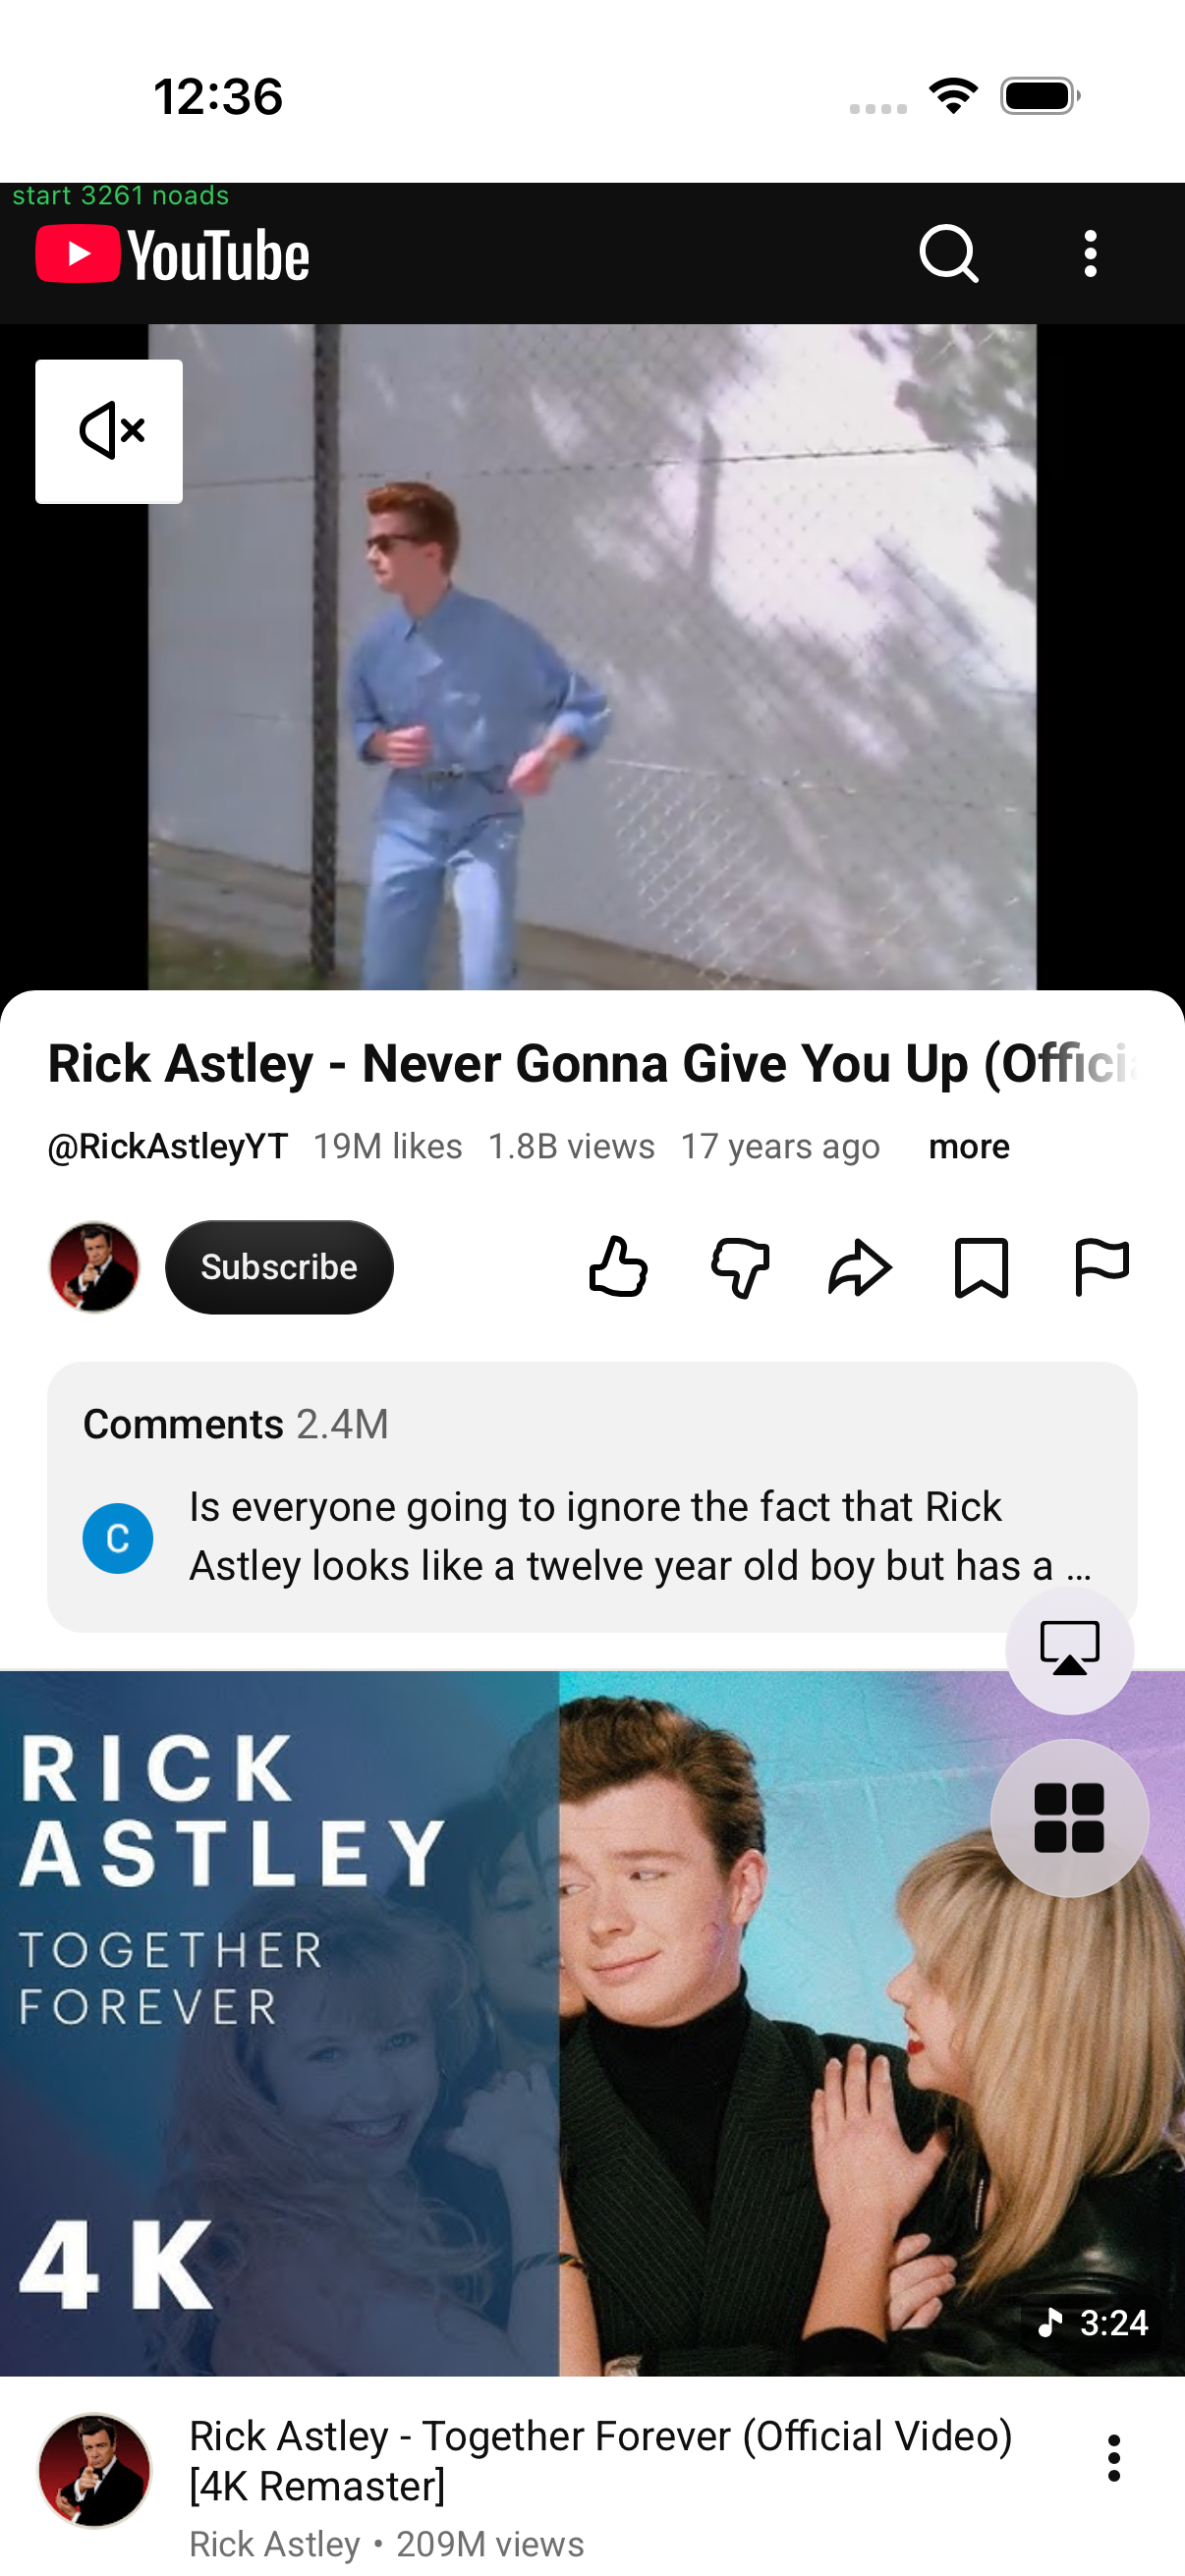 12:36
start 3261 noads
YouTube
Rick Astley - Never Gonna Give You Up (Offici
@RickAstleyYT 19M likes 1.8B views 17 years ago more
Subscribe
Comments 2.4M
C
Is everyone going to ignore the fact that Rick
Astley looks like a twelve year old boy but has a ...
RICK
ASTLEY
TOGETHER
FOREVER
4K
3:24
Rick Astley - Together Forever (Official Video)
[4K Remaster]
Rick Astley • 209M views